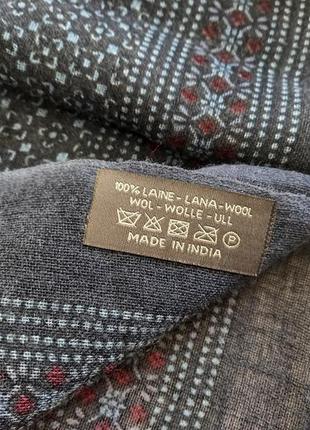 100% LAINE - LANA - WOOL
WOL - WOLLE - ULL
P
MADE IN INDIA